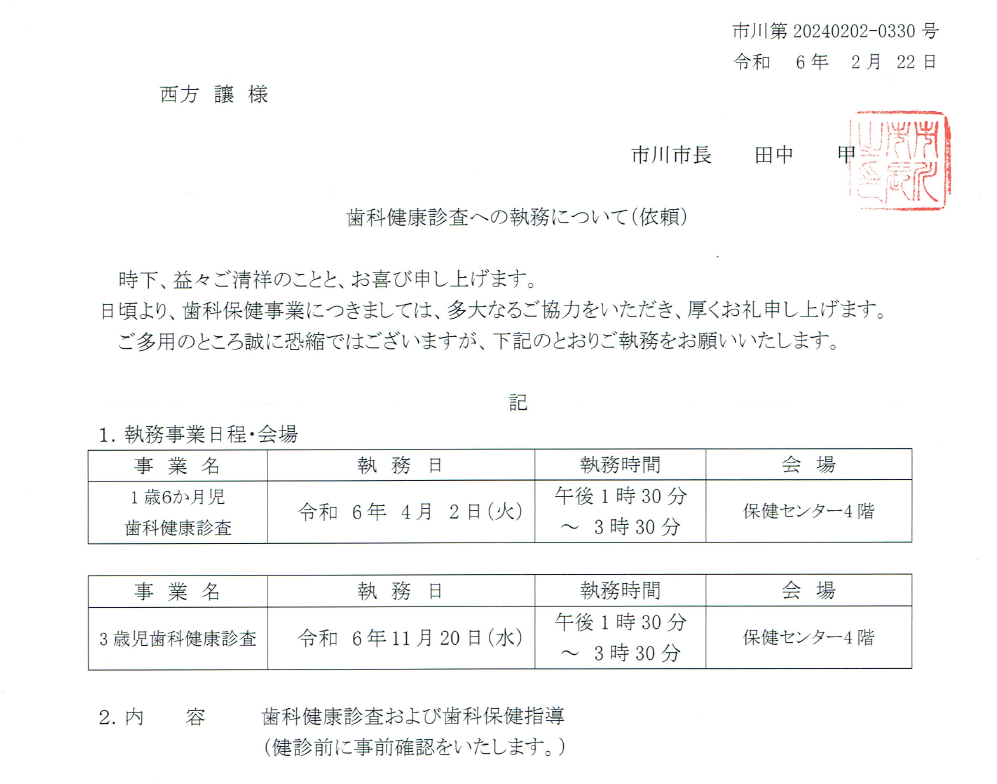 市川第 20240202-0330 号
令和 6年 2月 22日
西方 讓 様
市川市長 田中 甲
歯科健康診査への執務について(依頼)
時下、益々ご清祥のことと、お喜び申し上げます。
日頃より、歯科保健事業につきましては、多大なるご協力をいただき、厚くお礼申し上げます。
ご多用のところ誠に恐縮ではございますが、下記のとおりご執務をお願いいたします。
記
1. 執務事業日程・会場
事 業 名 執 務 日 執務時間 会 場
1歳6か月児
歯科健康診査
令和 6年 4月 2日(火)
午後1時30分
～ 3時30分
保健センター4階
事 業 名 執 務 日 執務時間 会 場
3歳児歯科健康診査
令和 6年11月20日(水)
午後1時30分
～ 3時30分
保健センター4階
2. 内 容 歯科健康診査および歯科保健指導
(健診前に事前確認をいたします。)